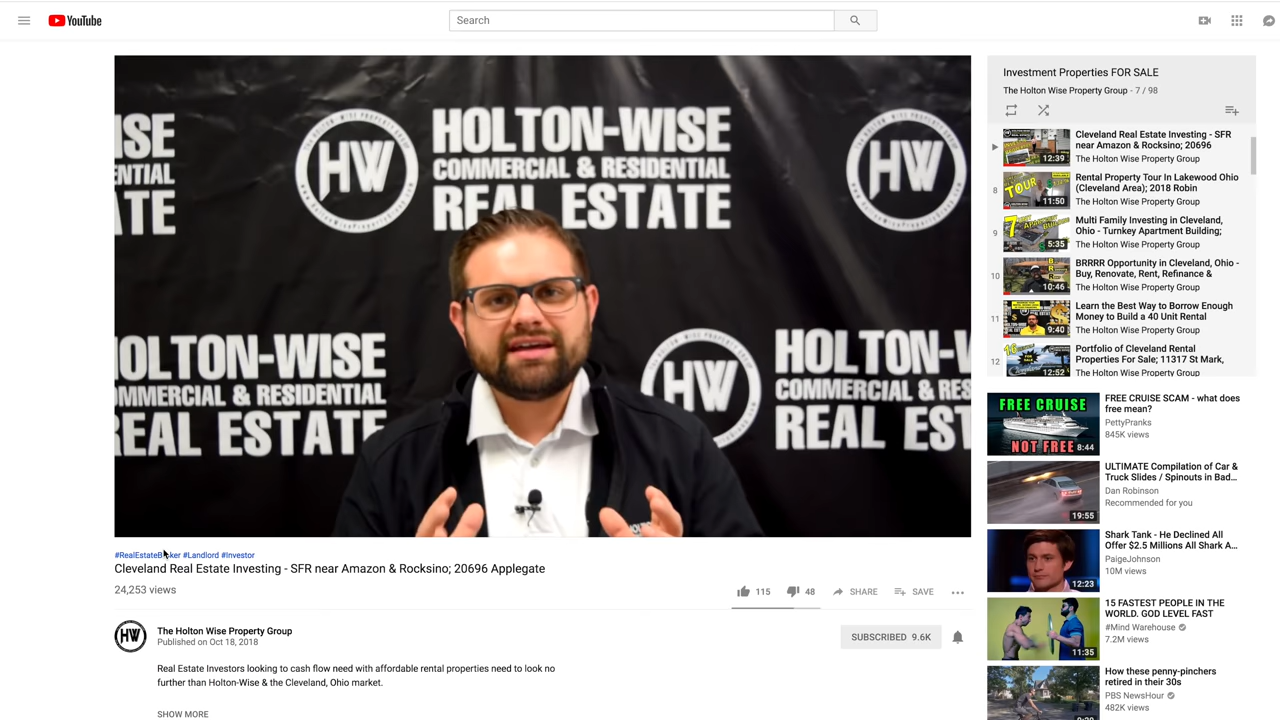 YouTube
Search
ISE
ENTIAL
ATE
HW
HOLTON-WISE
COMMERCIAL & RESIDENTIAL
REAL ESTATE
HW
HOLTON-WISE
COMMERCIAL & RESIDENTIAL
REAL ESTATE
HW
HOLTON-W
COMMERCIAL & RES
REAL EST
#RealEstateBroker #Landlord #Investor
Cleveland Real Estate Investing - SFR near Amazon & Rocksino; 20696 Applegate
24,253 views
115
48
SHARE
SAVE
HW
The Holton Wise Property Group
Published on Oct 18, 2018
SUBSCRIBED 9.6K
Real Estate Investors looking to cash flow need with affordable rental properties need to look no
further than Holton-Wise & the Cleveland, Ohio market.
SHOW MORE
Investment Properties FOR SALE
The Holton Wise Property Group - 7 / 98
12:39
Cleveland Real Estate Investing - SFR
near Amazon & Rocksino; 20696
The Holton Wise Property Group
8
TOUR
11:50
Rental Property Tour In Lakewood Ohio
(Cleveland Area); 2018 Robin
The Holton Wise Property Group
9
7
5:35
Multi Family Investing in Cleveland,
Ohio - Turnkey Apartment Building;
The Holton Wise Property Group
10
BRRR
10:46
BRRRR Opportunity in Cleveland, Ohio -
Buy, Renovate, Rent, Refinance &
The Holton Wise Property Group
11
9:40
Learn the Best Way to Borrow Enough
Money to Build a 40 Unit Rental
The Holton Wise Property Group
12
16
FOR SALE
Cleveland
12:52
Portfolio of Cleveland Rental
Properties For Sale; 11317 St Mark,
The Holton Wise Property Group
FREE CRUISE
NOT FREE
8:44
FREE CRUISE SCAM - what does
free mean?
PettyPranks
845K views
19:55
ULTIMATE Compilation of Car &
Truck Slides / Spinouts in Bad...
Dan Robinson
Recommended for you
12:23
Shark Tank - He Declined All
Offer $2.5 Millions All Shark A...
PaigeJohnson
10M views
11:35
15 FASTEST PEOPLE IN THE
WORLD. GOD LEVEL FAST
#Mind Warehouse
7.2M views
How these penny-pinchers
retired in their 30s
PBS NewsHour
482K views